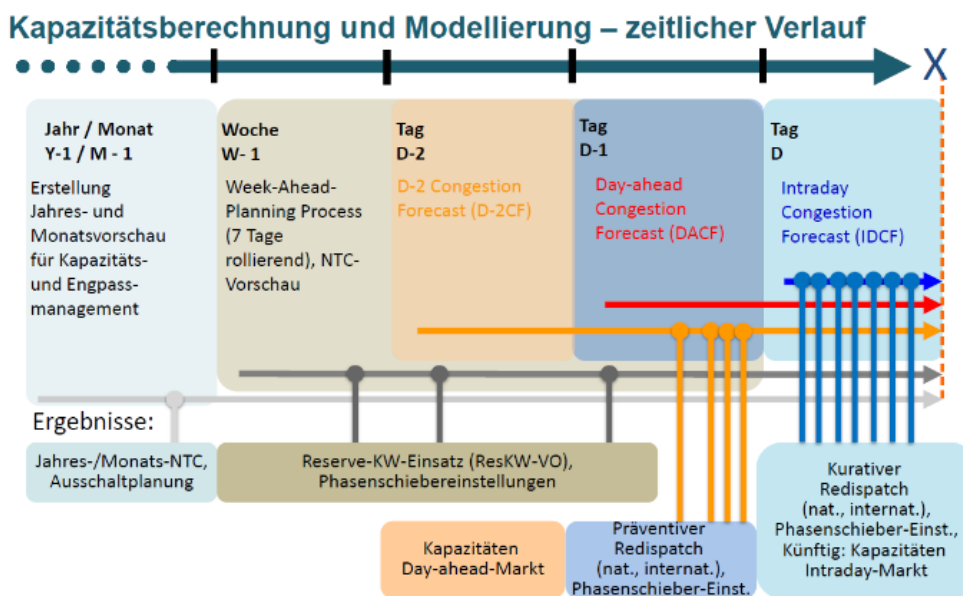 Kapazitätsberechnung und Modellierung – zeitlicher Verlauf
X
Jahr / Monat
Y-1 / M - 1
Erstellung
Jahres- und
Monatsvorschau
für Kapazitäts-
und Engpass-
management
Woche
W- 1
Week-Ahead-
Planning Process
(7 Tage
rollierend), NTC-
Vorschau
Tag
D-2
D-2 Congestion
Forecast (D-2CF)
Tag
D-1
Day-ahead
Congestion
Forecast (DACF)
Tag
D
Intraday
Congestion
Forecast (IDCF)
Ergebnisse:
Jahres-/Monats-NTC,
Ausschaltplanung
Reserve-KW-Einsatz (ResKW-VO),
Phasenschiebereinstellungen
Kapazitäten
Day-ahead-Markt
Präventiver
Redispatch
(nat., internat.),
Phasenschieber-Einst.
Kurativer
Redispatch
(nat., internat.),
Phasenschieber-Einst.,
Künftig: Kapazitäten
Intraday-Markt